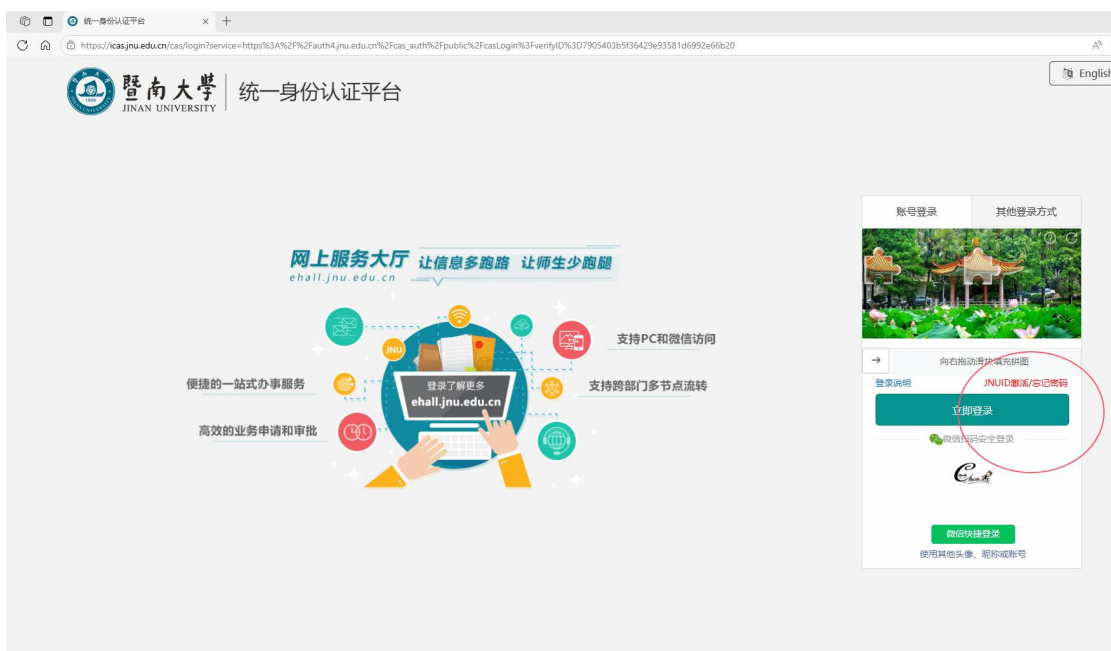 统一身份认证平台
https://icas.jnu.edu.cn/cas/login?service=https%3A%2F%2Fauth4.jnu.edu.cn%2Fcas_auth%2Fpublic%2FcasLogin%3FverifyID%3D7905403b5f36429e93581d6992e66b20
暨南大學
JINAN UNIVERSITY
统一身份认证平台
English
账号登录
其他登录方式
网上服务大厅
ehall.jnu.edu.cn
让信息多跑路 让师生少跑腿
支持PC和微信访问
JNU
便捷的一站式办事服务
登录了解更多
ehall.jnu.edu.cn
支持跨部门多节点流转
高效的业务申请和审批
向右拖动滑块填充拼图
登录说明
JNUID激活/忘记密码
立即登录
微信扫码安全登录
微信快捷登录
使用其他头像、昵称或账号